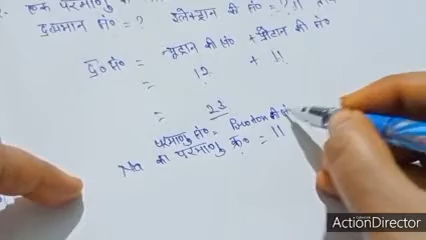 एक परमाणु की
द्रव्यमान सं० = ? इलेक्ट्रान की सं० = ?
द्र० सं० = न्यूट्रान की सं० + प्रोटान की सं०
= 12 + 11
= 23
परमाणु सं० = Proton की सं०
Na का परमाणु क्र० = 11
ActionDirector